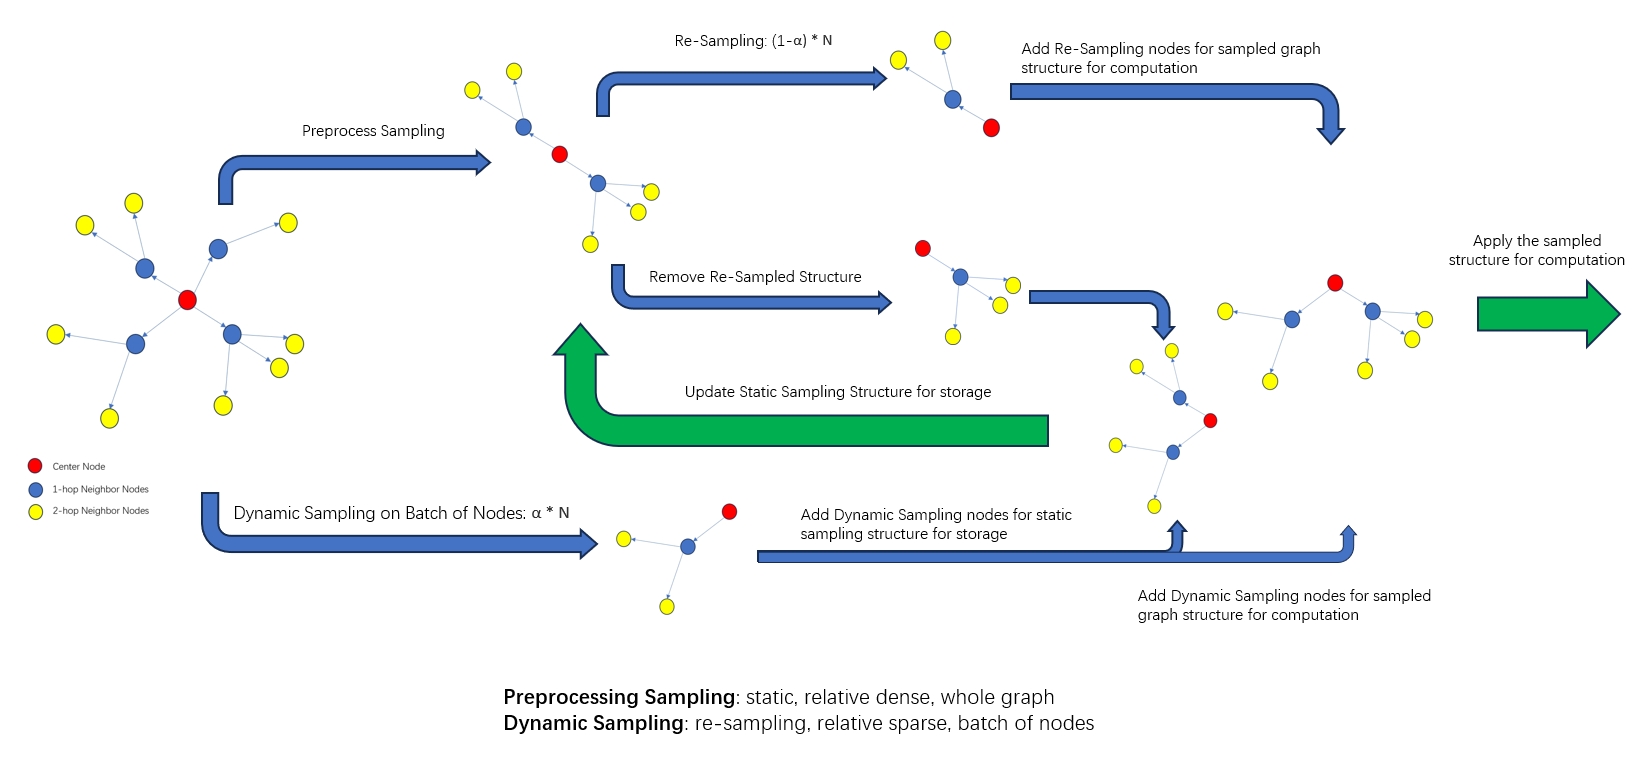 Re-Sampling: (1-α) * N
Add Re-Sampling nodes for sampled graph
structure for computation
Preprocess Sampling
Apply the sampled
structure for computation
Remove Re-Sampled Structure
Update Static Sampling Structure for storage
Center Node
1-hop Neighbor Nodes
2-hop Neighbor Nodes
Dynamic Sampling on Batch of Nodes: α * N
Add Dynamic Sampling nodes for static
sampling structure for storage
Add Dynamic Sampling nodes for sampled
graph structure for computation
Preprocessing Sampling: static, relative dense, whole graph
Dynamic Sampling: re-sampling, relative sparse, batch of nodes